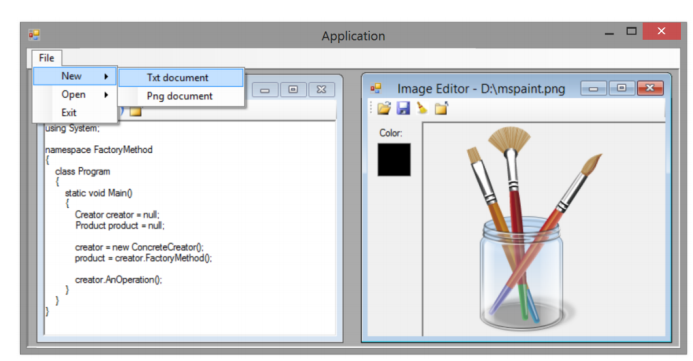 Application
File
New
Txt document
Open
Png document
Exit
using System;
namespace FactoryMethod
{
class Program
{
static void Main()
{
Creator creator = null;
Product product = null;
creator = new ConcreteCreator();
product = creator.FactoryMethod();
creator.AnOperation();
}
}
}
Image Editor - D:\mspaint.png
Color: